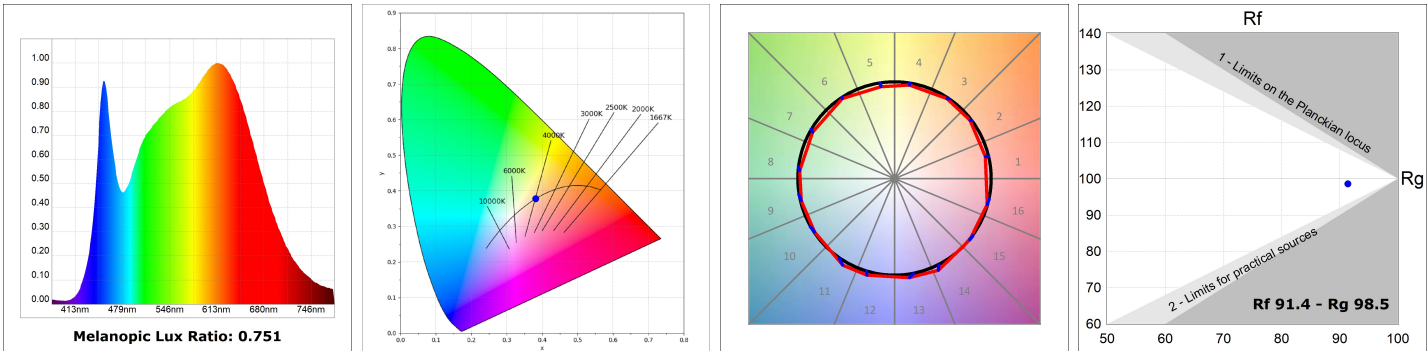 1.00
0.90
0.80
0.70
0.60
0.50
0.40
0.30
0.20
0.10
0.00
413nm 479nm 546nm 613nm 680nm 746nm
Melanopic Lux Ratio: 0.751
0.9
0.8
0.7
0.6
0.5
0.4
0.3
0.2
0.1
0.0
y
0.0 0.1 0.2 0.3 0.4 0.5 0.6 0.7 0.8
x
1667K
2000K
2500K
3000K
4000K
6000K
10000K
1
2
3
4
5
6
7
8
9
10
11
12
13
14
15
16
Rf
140
130
120
110
100
90
80
70
60
Rg
1 - Limits on the Planckian locus
2 - Limits for practical sources
Rf 91.4 - Rg 98.5
50 60 70 80 90 100